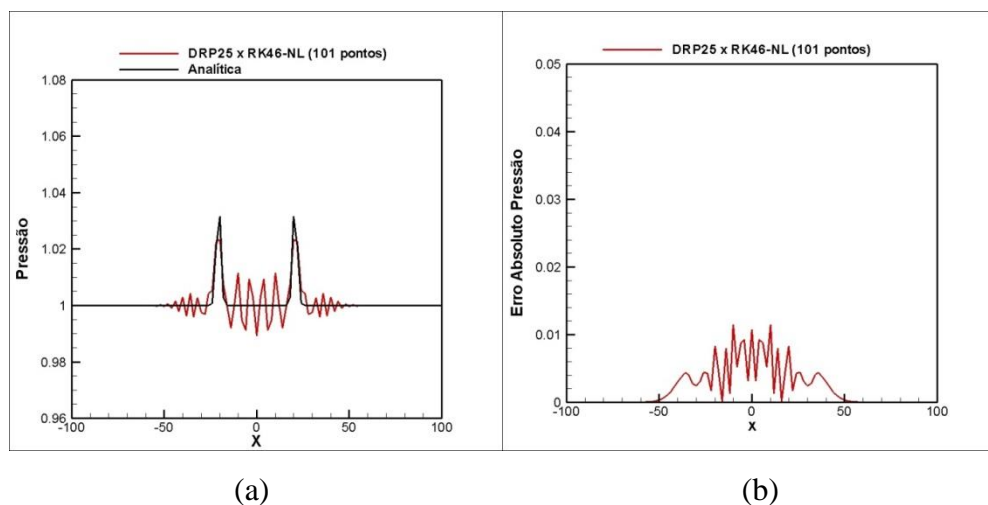 DRP25 x RK46-NL (101 pontos)
Analítica
Pressão
1.08
1.06
1.04
1.02
1
0.98
0.96
-100
-50
0
50
100
X
(a)
DRP25 x RK46-NL (101 pontos)
Erro Absoluto Pressão
0.05
0.04
0.03
0.02
0.01
0
-100
-50
0
50
100
X
(b)